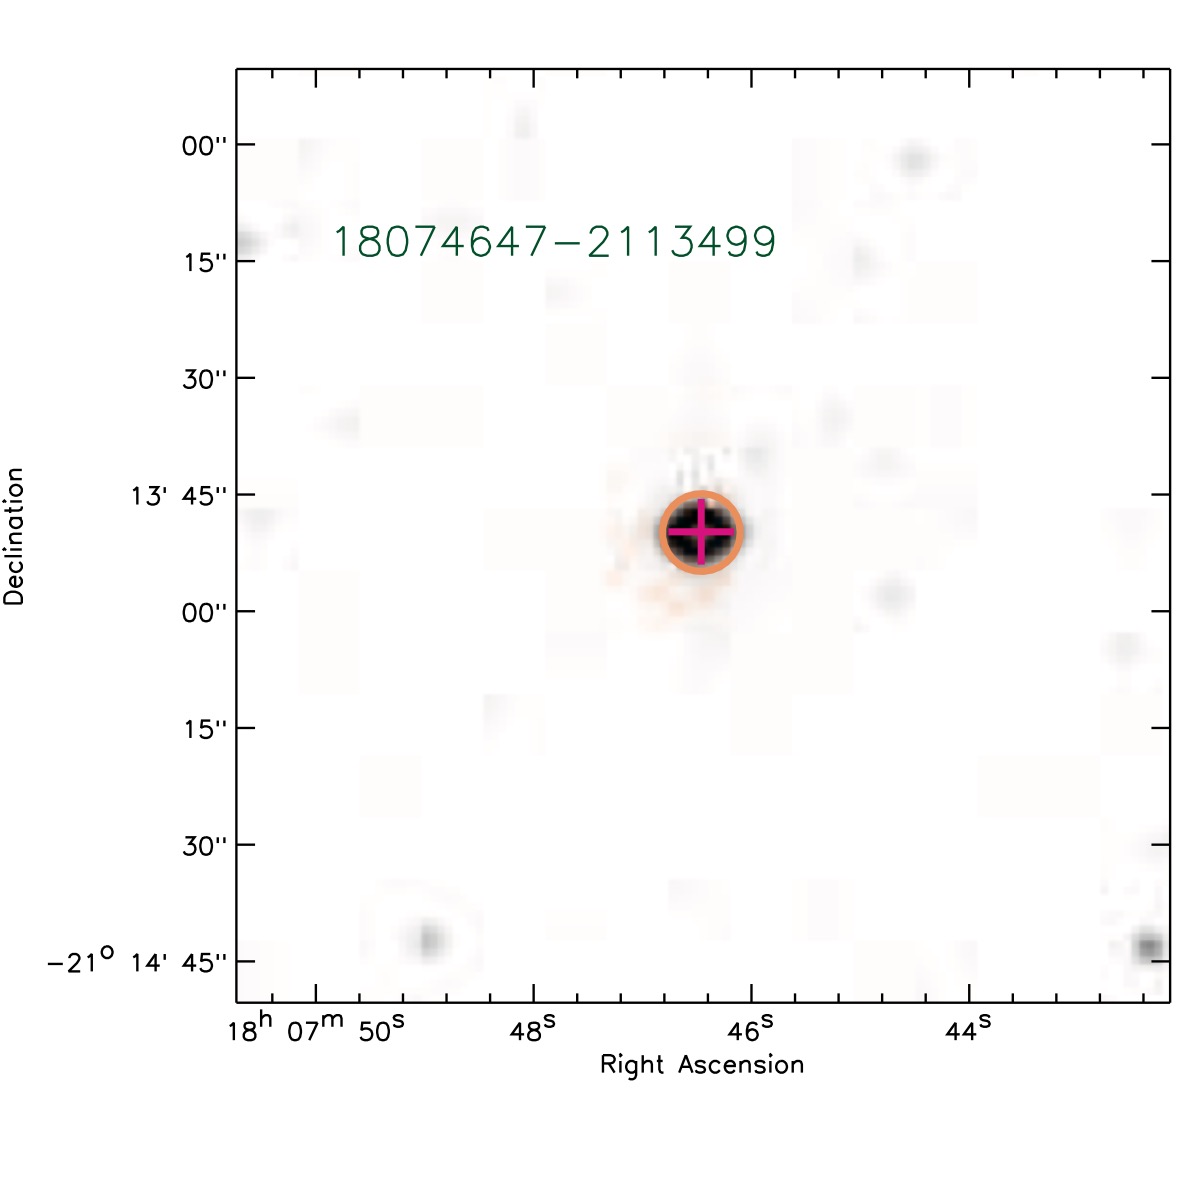 18074647-2113499
00"
15"
30"
13' 45"
00"
15"
30"
-21° 14' 45"
Declination
18h 07m 50s 48s 46s 44s
Right Ascension